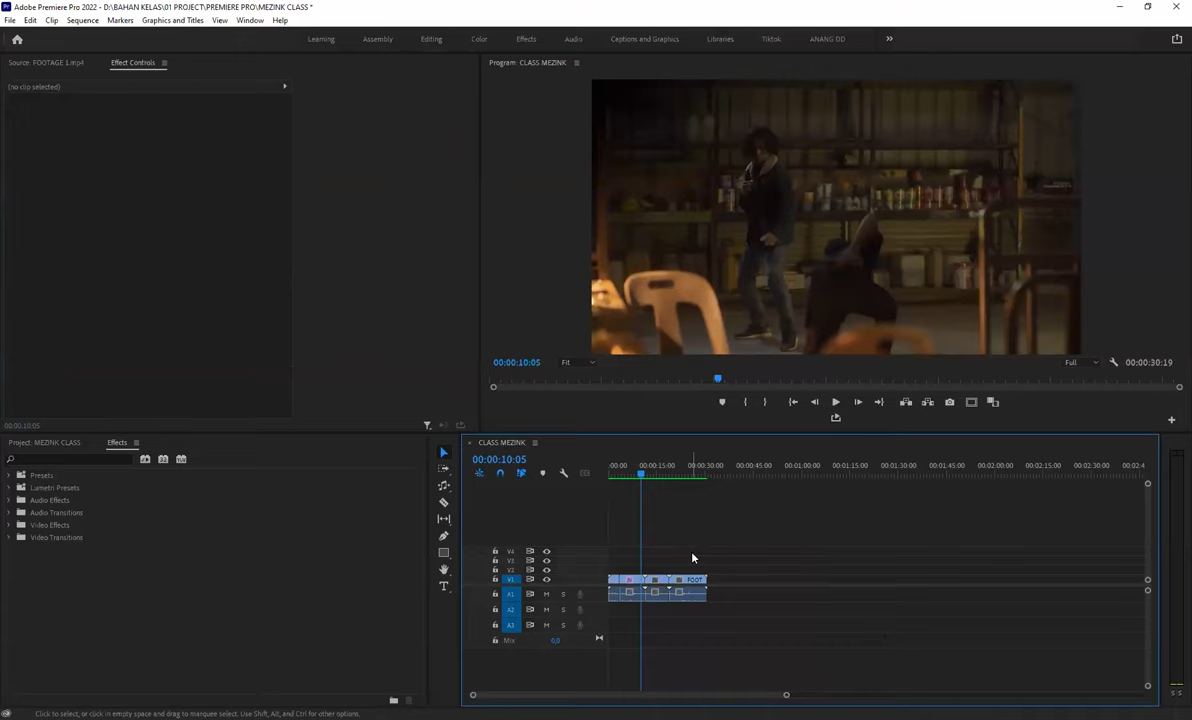 Adobe Premiere Pro 2022 - D:\BAHAN KELAS\01 PROJECT\PREMIERE PRO\MEZINK CLASS *
File Edit Clip Sequence Markers Graphics and Titles View Window Help
Learning Assembly Editing Color Effects Audio Captions and Graphics Libraries Tiktok ANANG DD
Source: FOOTAGE 1.mp4 Effect Controls
Program: CLASS MEZINK
(no clip selected)
00:00:10:05 Fit Full 00:00:30:19
00:00:10:05
Project: MEZINK CLASS Effects
Presets
Lumetri Presets
Audio Effects
Audio Transitions
Video Effects
Video Transitions
CLASS MEZINK
00:00:10:05
:00:00 00:00:15:00 00:00:30:00 00:00:45:00 00:01:00:00 00:01:15:00 00:01:30:00 00:01:45:00 00:02:00:00 00:02:15:00 00:02:30:00 00:02:4
V4
V3
V2
V1 FOOT
A1 M S
A2 M S
A3 M S
Mix 0,0
S S
Click to select, or click in empty space and drag to marquee select. Use Shift, Alt, and Ctrl for other options.